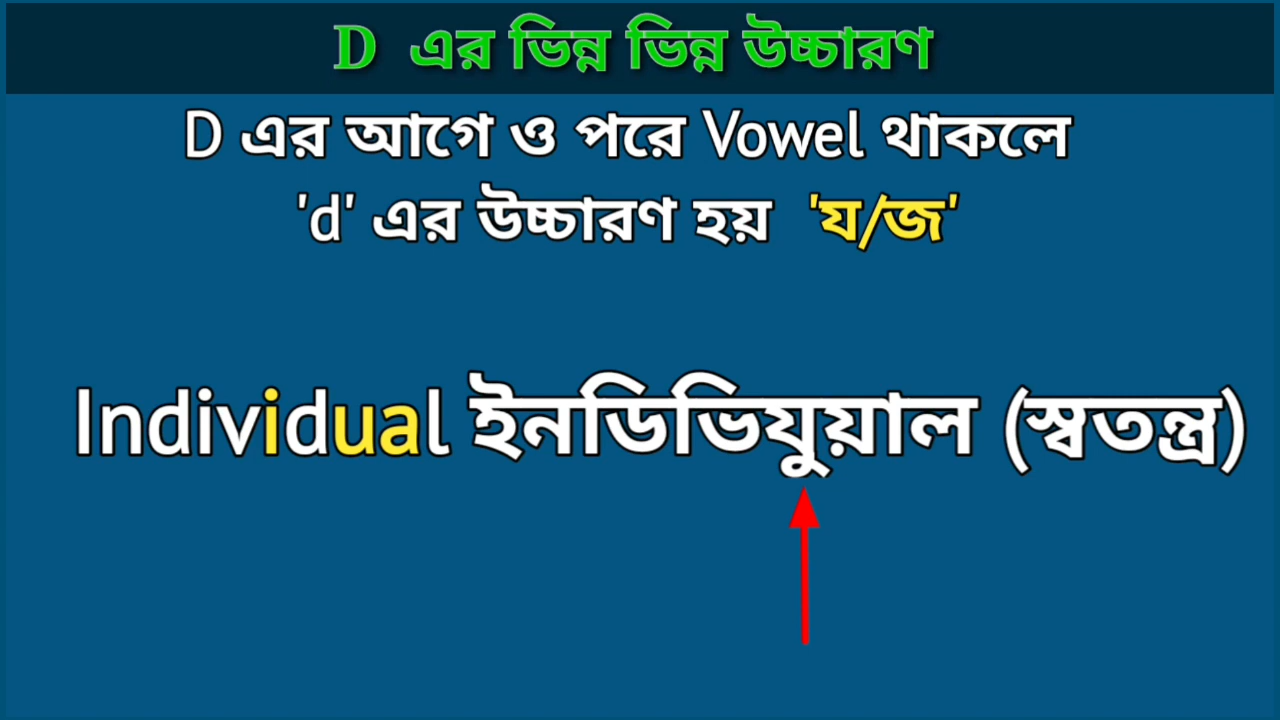 D এর ভিন্ন ভিন্ন উচ্চারণ
D এর আগে ও পরে Vowel থাকলে
'd' এর উচ্চারণ হয় 'য/জ'
Individual ইনডিভিযুয়াল (স্বতন্ত্র)